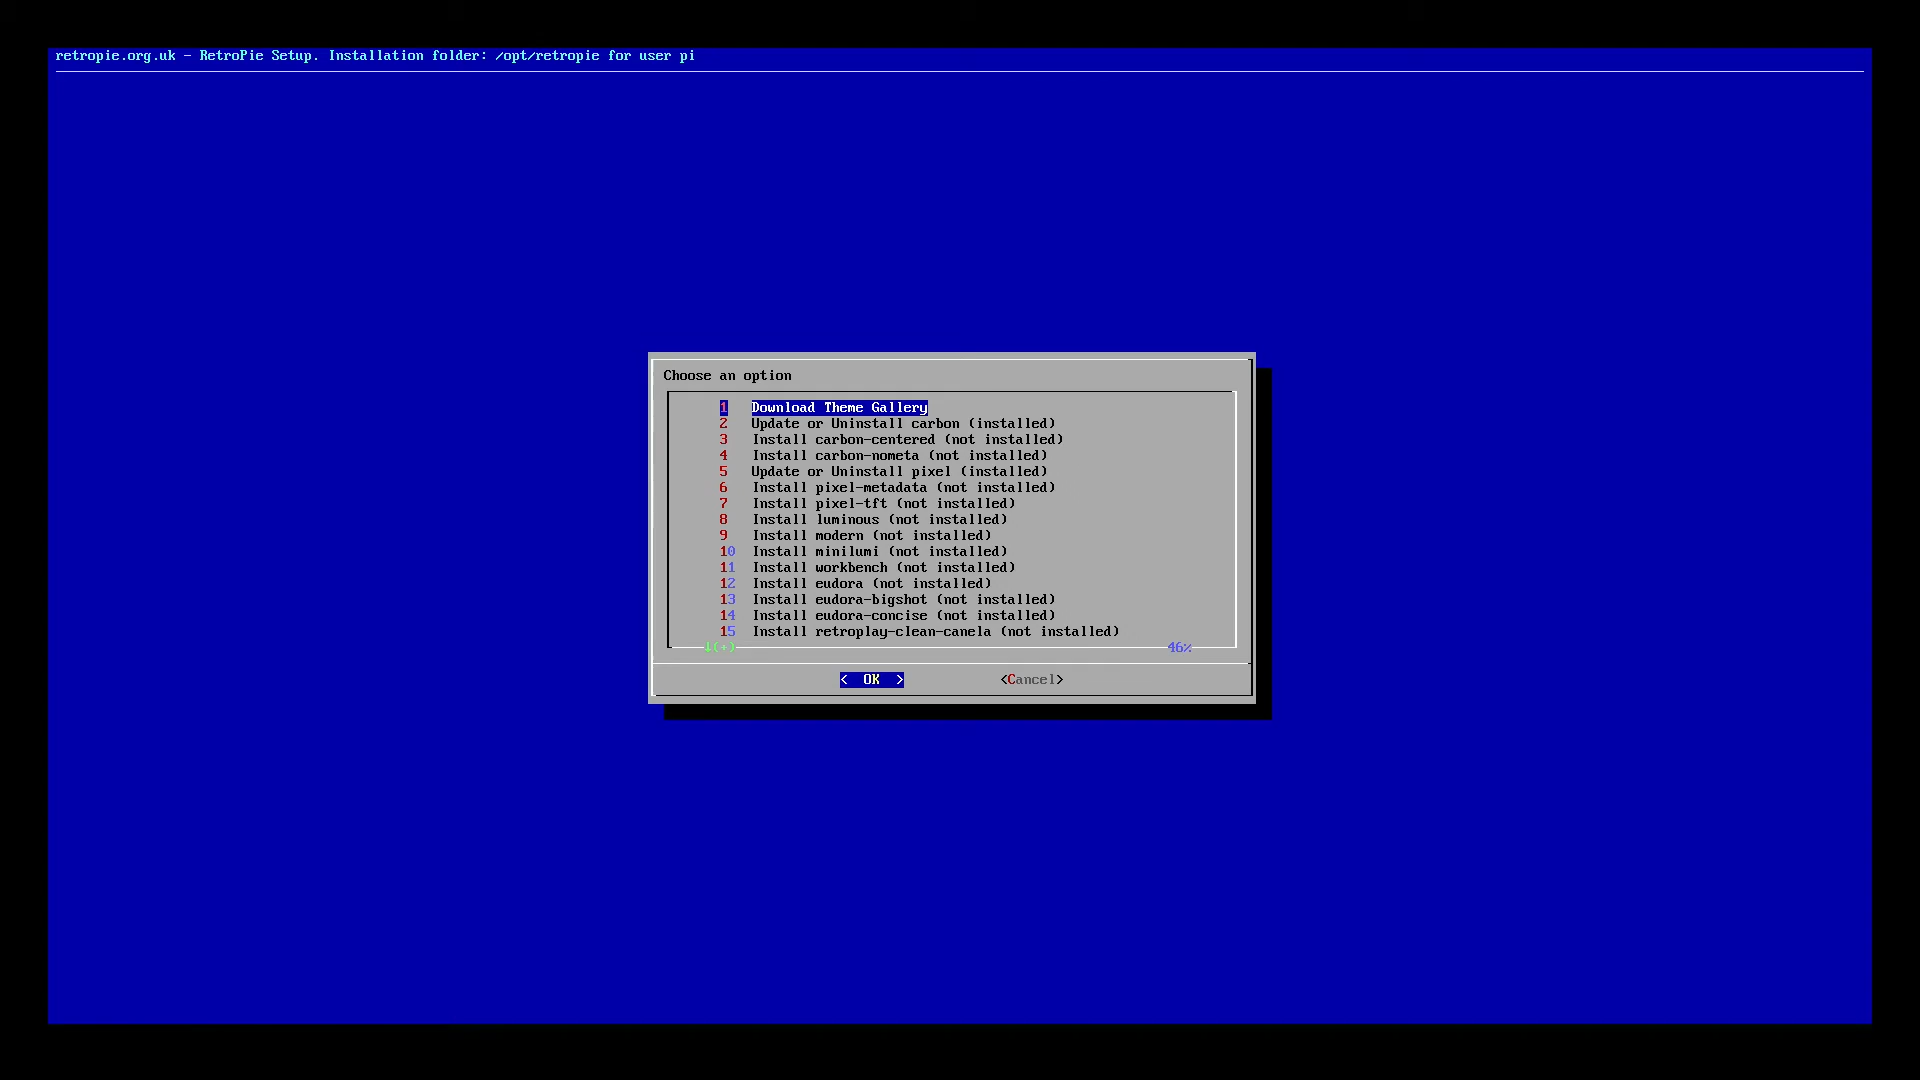 retropie.org.uk - RetroPie Setup. Installation folder: /opt/retropie for user pi
Choose an option
1 Download Theme Gallery
2 Update or Uninstall carbon (installed)
3 Install carbon-centered (not installed)
4 Install carbon-nometa (not installed)
5 Update or Uninstall pixel (installed)
6 Install pixel-metadata (not installed)
7 Install pixel-tft (not installed)
8 Install luminous (not installed)
9 Install modern (not installed)
10 Install minilumi (not installed)
11 Install workbench (not installed)
12 Install eudora (not installed)
13 Install eudora-bigshot (not installed)
14 Install eudora-concise (not installed)
15 Install retroplay-clean-canela (not installed)
↓(+) 46%
< OK > <Cancel>